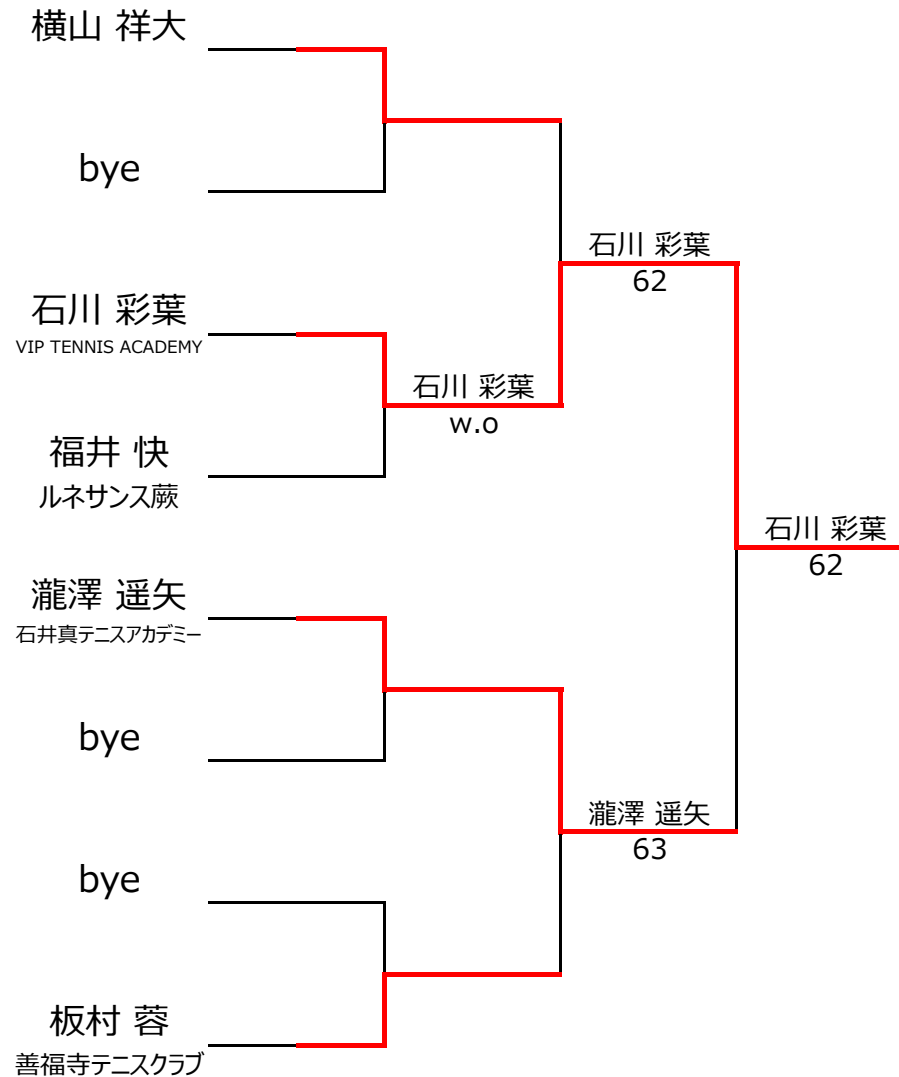 横山 祥大
bye
石川 彩葉
62
石川 彩葉
VIP TENNIS ACADEMY
石川 彩葉
w.o
福井 快
ルネサンス蕨
石川 彩葉
62
瀧澤 遥矢
石井真テニスアカデミー
bye
瀧澤 遥矢
63
bye
板村 蓉
善福寺テニスクラブ